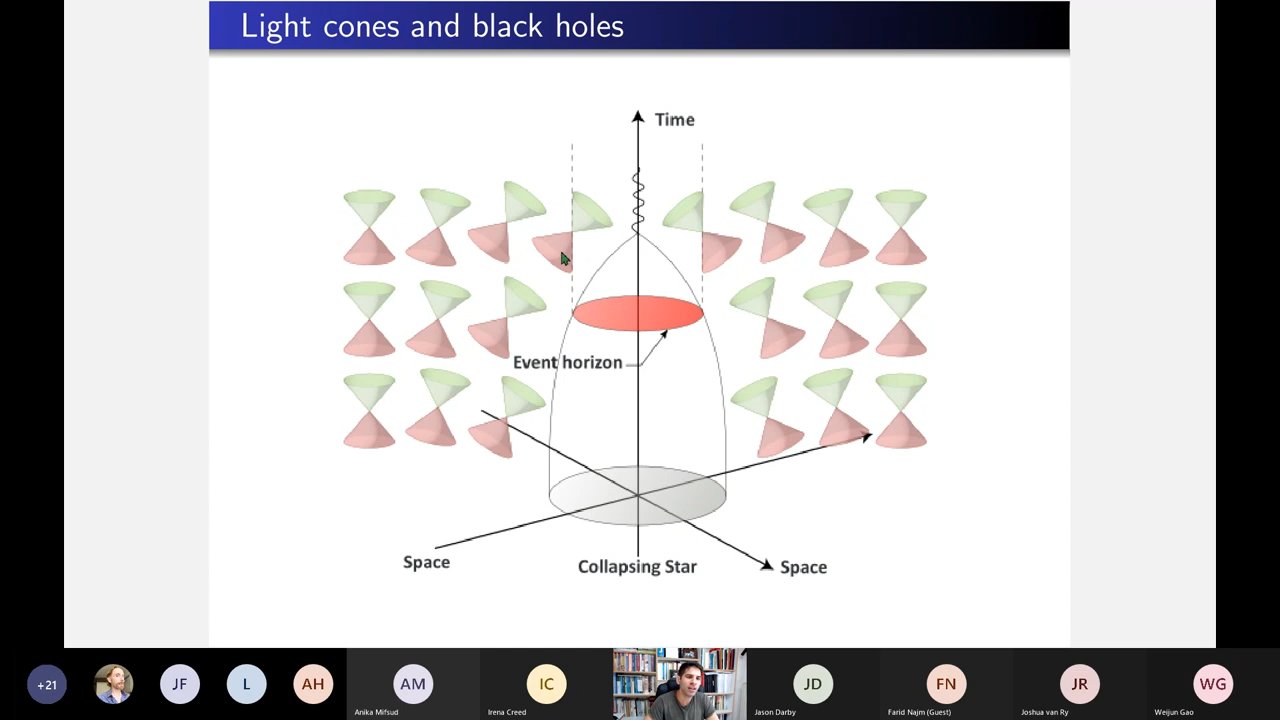 Light cones and black holes
Time
Event horizon
Space
Collapsing Star
Space
+21
JF
L
AH
AM
IC
JD
FN
JR
WG
Anika Mifsud
Irena Creed
Jason Darby
Farid Najm (Guest)
Joshua van Ry
Weijun Gao